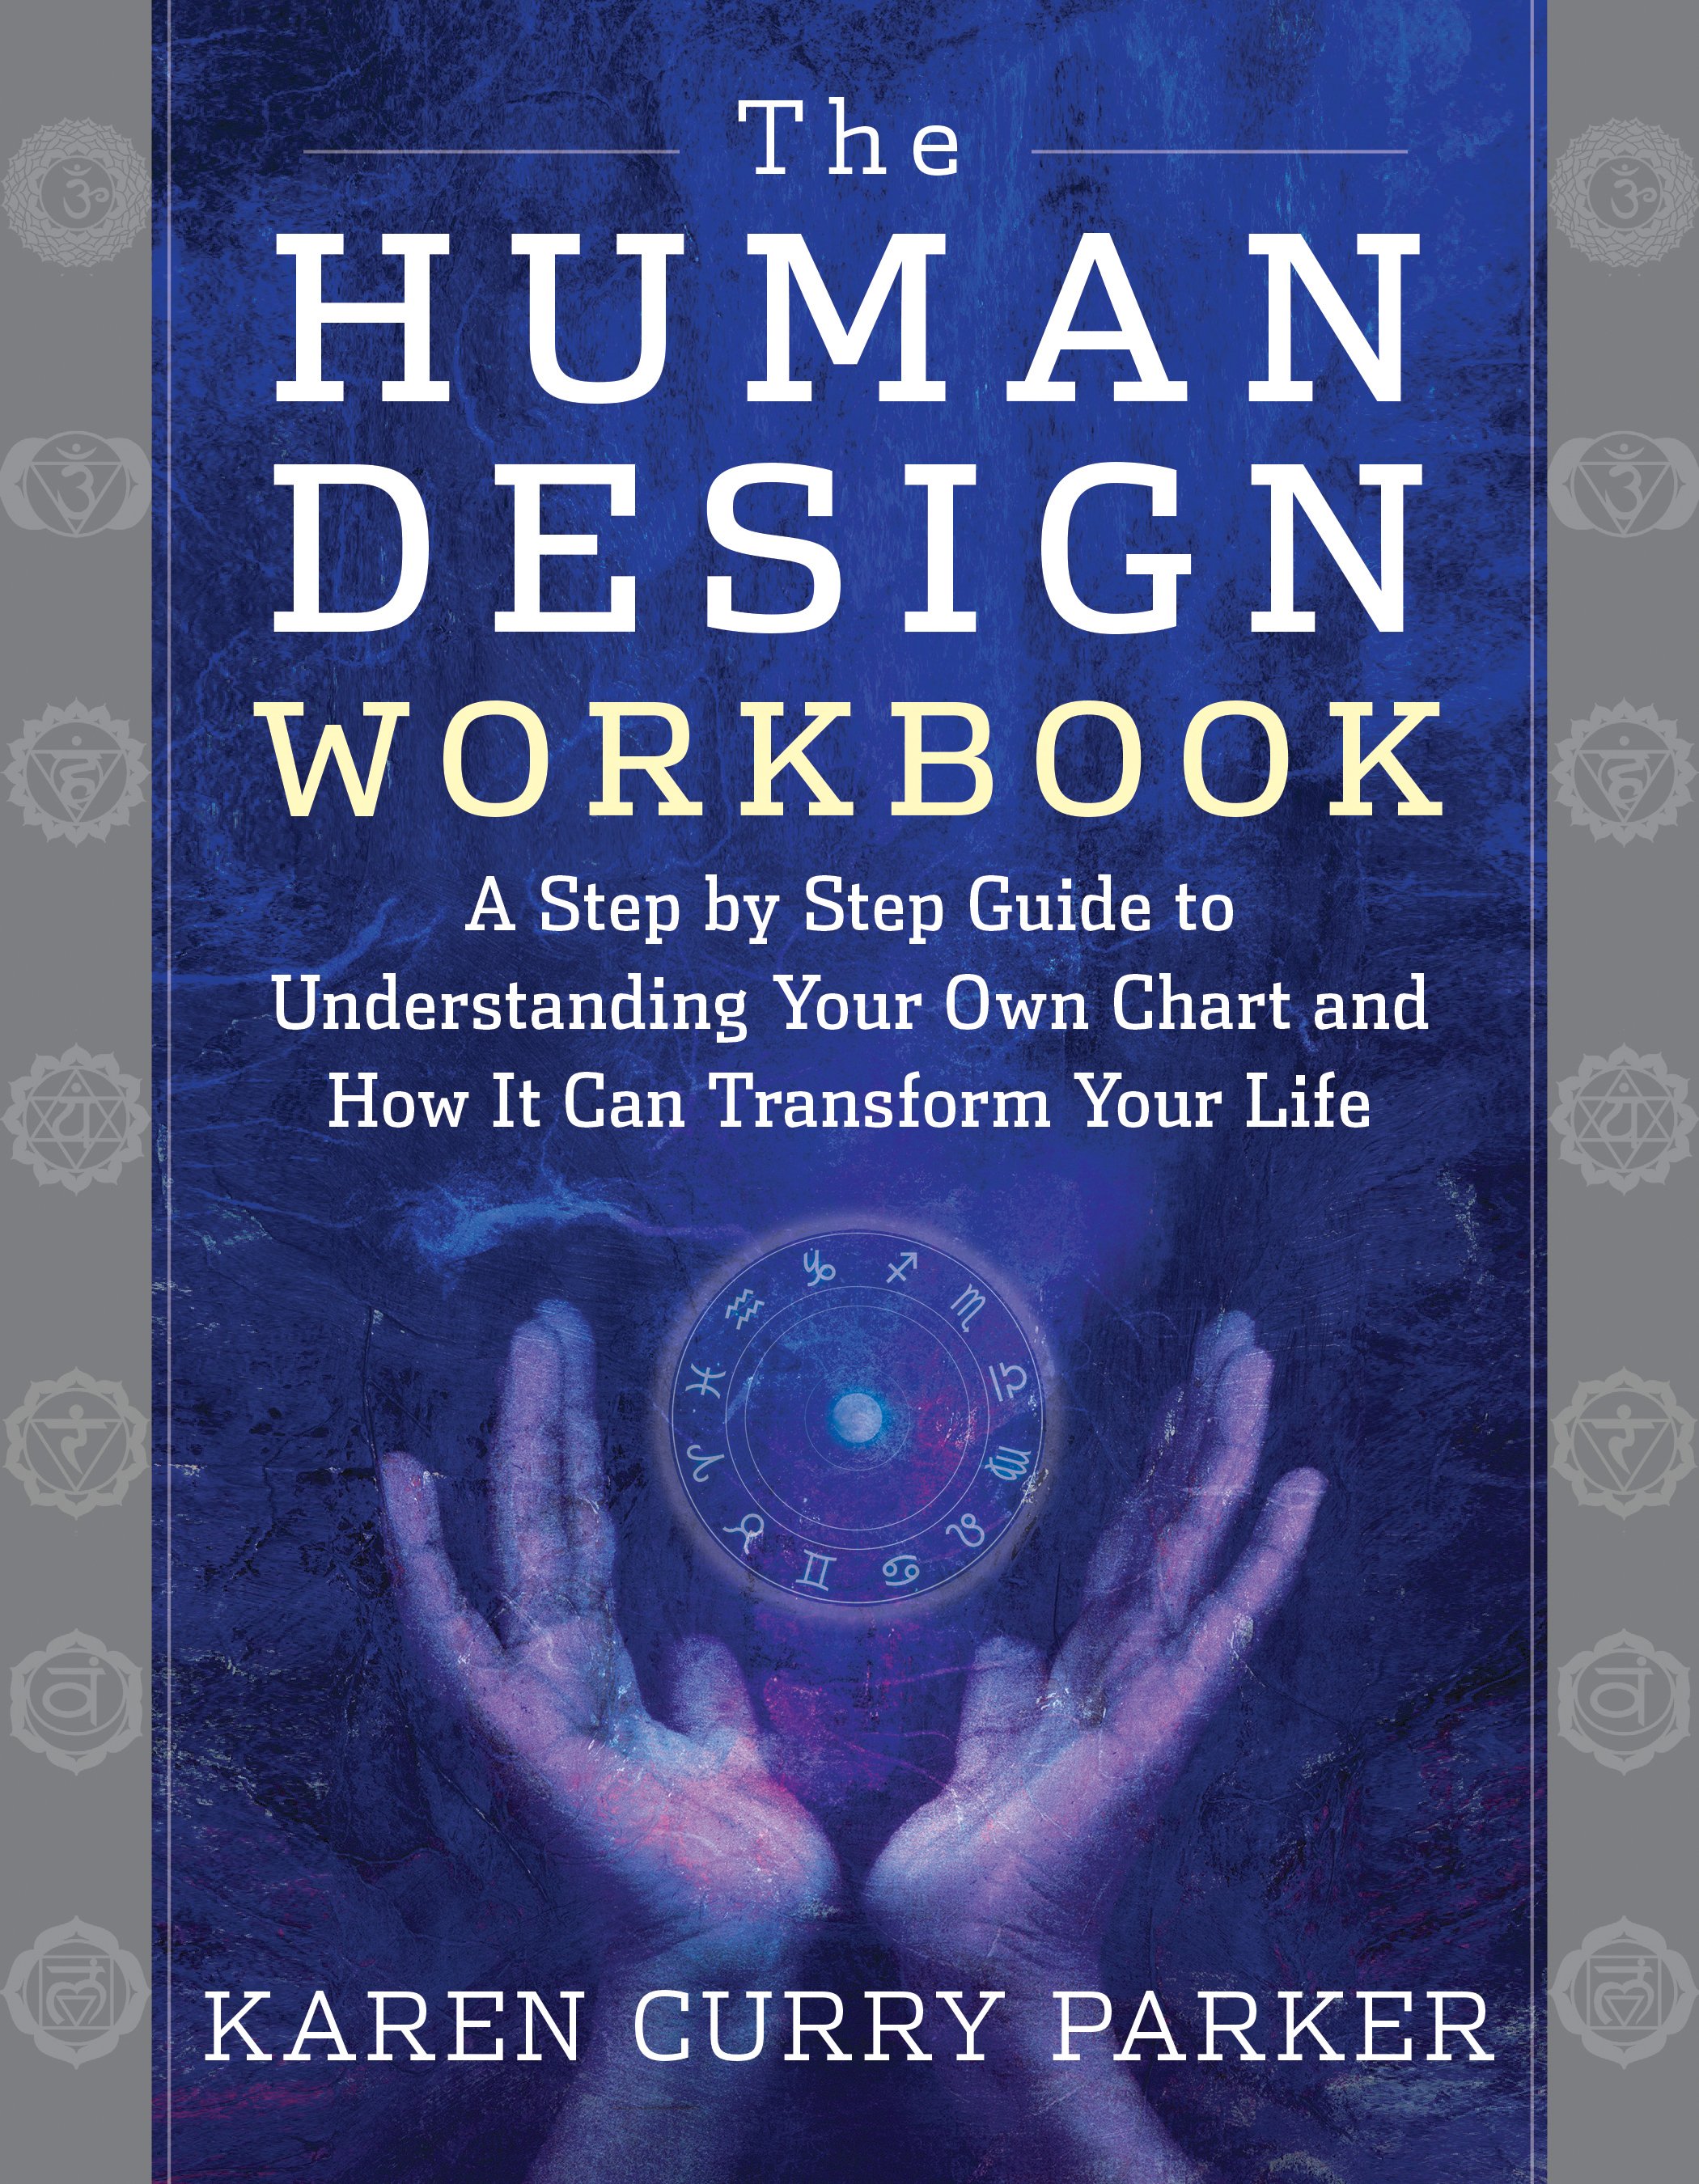 The
HUMAN
DESIGN
WORKBOOK
A Step by Step Guide to
Understanding Your Own Chart and
How It Can Transform Your Life
KAREN CURRY PARKER